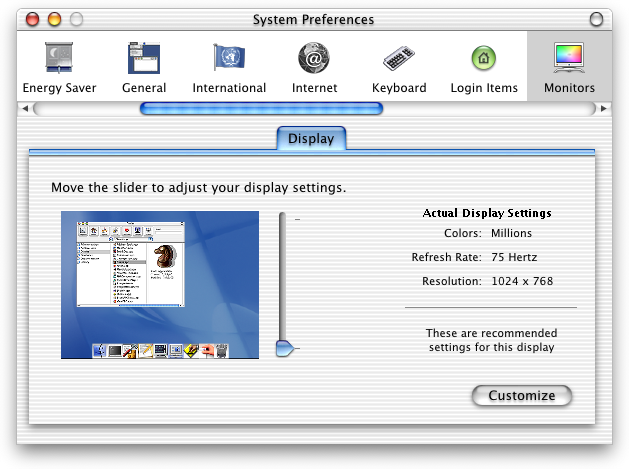 System Preferences
Energy Saver
General
International
Internet
Keyboard
Login Items
Monitors
Display
Move the slider to adjust your display settings.
Actual Display Settings
Colors: Millions
Refresh Rate: 75 Hertz
Resolution: 1024 x 768
These are recommended
settings for this display
Customize